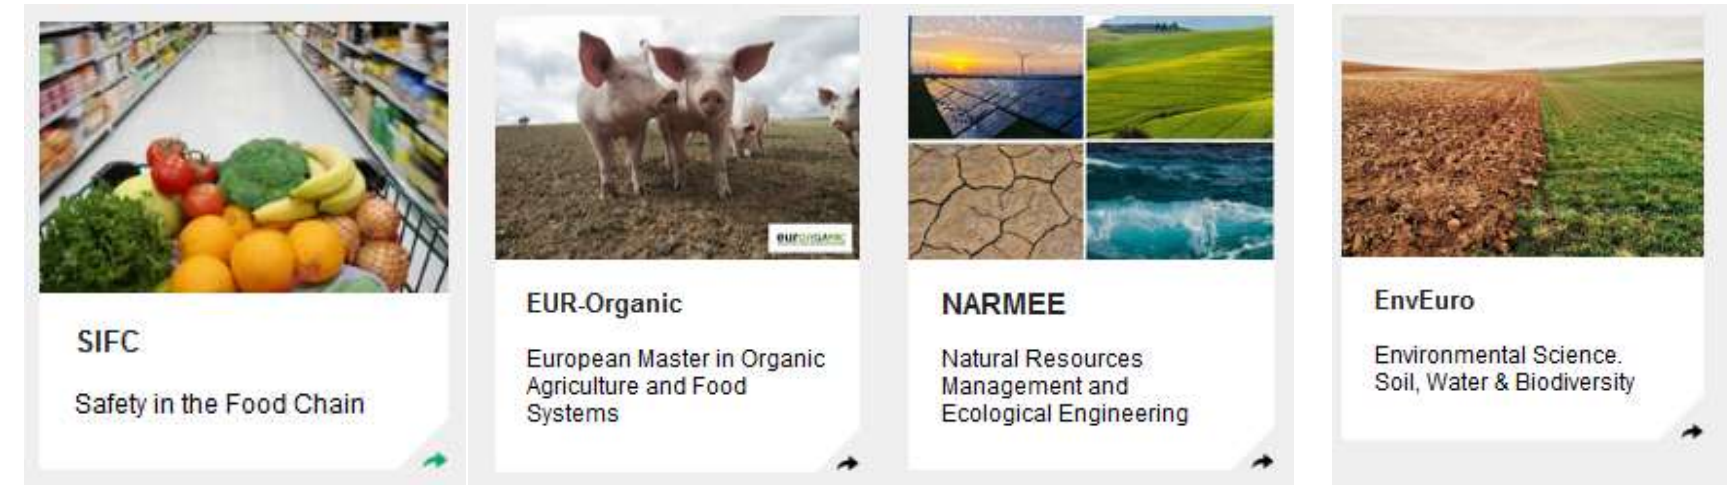 eurorganic
SIFC
Safety in the Food Chain
EUR-Organic
European Master in Organic
Agriculture and Food
Systems
NARMEE
Natural Resources
Management and
Ecological Engineering
EnvEuro
Environmental Science.
Soil, Water & Biodiversity